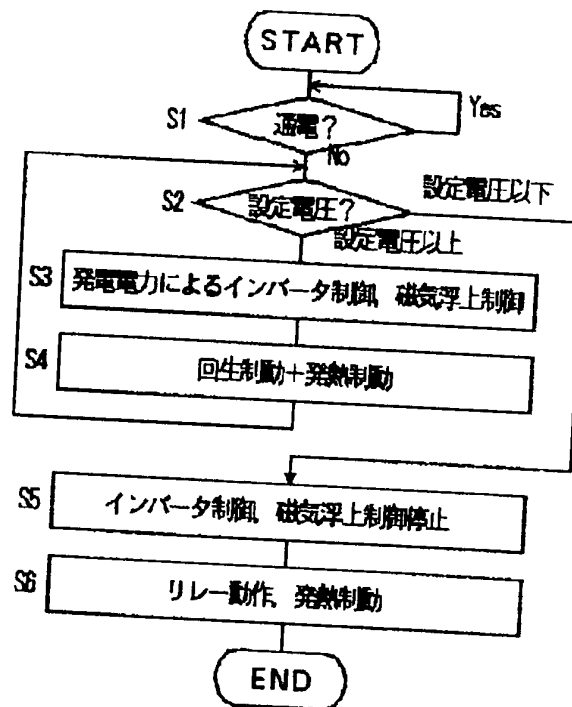 START
S1
通電?
Yes
No
S2
設定電圧?
設定電圧以下
設定電圧以上
S3
発電電力によるインバータ制御, 磁気浮上制御
S4
回生制動+発熱制動
S5
インバータ制御, 磁気浮上制御停止
S6
リレー動作, 発熱制動
END